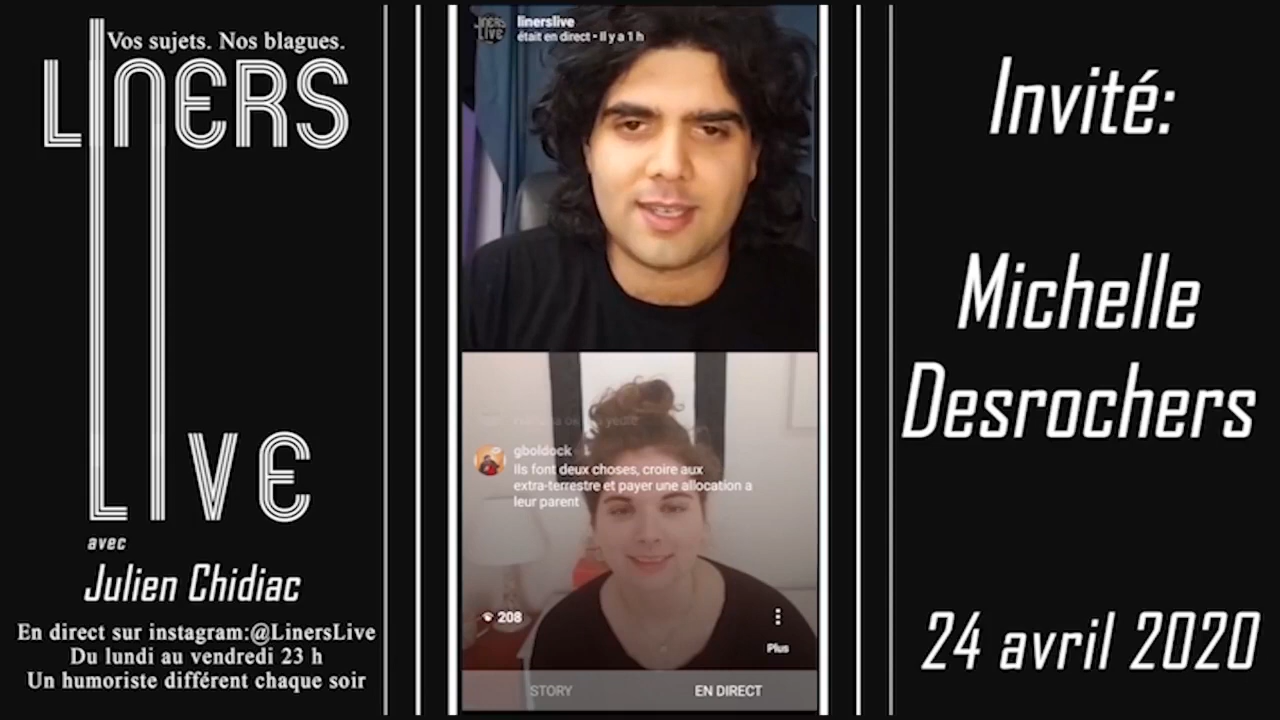 Vos sujets. Nos blagues.
LINERS
LIVE
avec
Julien Chidiac
En direct sur instagram:@LinersLive
Du lundi au vendredi 23 h
Un humoriste différent chaque soir
LINERS
LIVE
linerslive
était en direct • Il y a 1 h
gboldock
Ils font deux choses, croire aux
extra-terrestre et payer une allocation a
leur parent
208
Plus
STORY
EN DIRECT
Invité:
Michelle
Desrochers
24 avril 2020